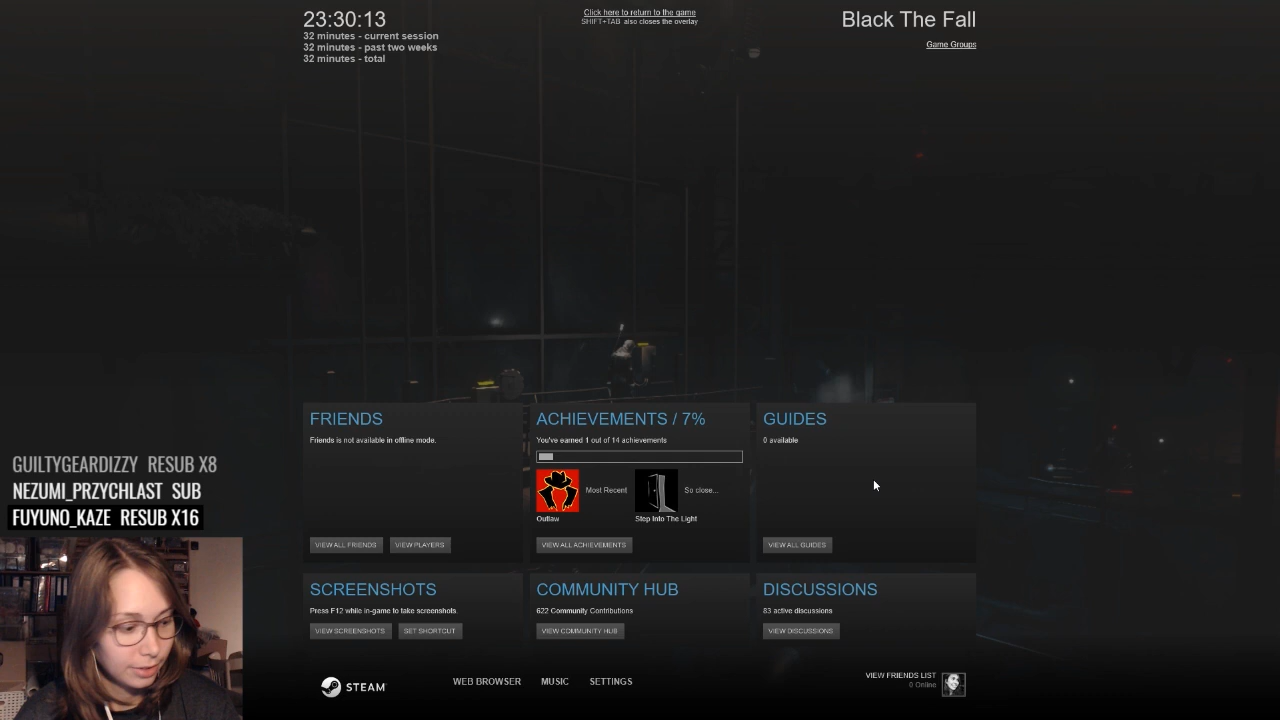 23:30:13
32 minutes - current session
32 minutes - past two weeks
32 minutes - total
Click here to return to the game
SHIFT+TAB also closes the overlay
Black The Fall
Game Groups
FRIENDS
Friends is not available in offline mode.
VIEW ALL FRIENDS
VIEW PLAYERS
ACHIEVEMENTS / 7%
You've earned 1 out of 14 achievements
Most Recent
So close...
Outlaw
Step Into The Light
VIEW ALL ACHIEVEMENTS
GUIDES
0 available
VIEW ALL GUIDES
GUILTYGEARDIZZY RESUB X8
NEZUMI_PRZYCHLAST SUB
FUYUNO_KAZE RESUB X16
SCREENSHOTS
Press F12 while in-game to take screenshots.
VIEW SCREENSHOTS
SET SHORTCUT
COMMUNITY HUB
622 Community Contributions
VIEW COMMUNITY HUB
DISCUSSIONS
83 active discussions
VIEW DISCUSSIONS
STEAM
WEB BROWSER
MUSIC
SETTINGS
VIEW FRIENDS LIST
0 Online